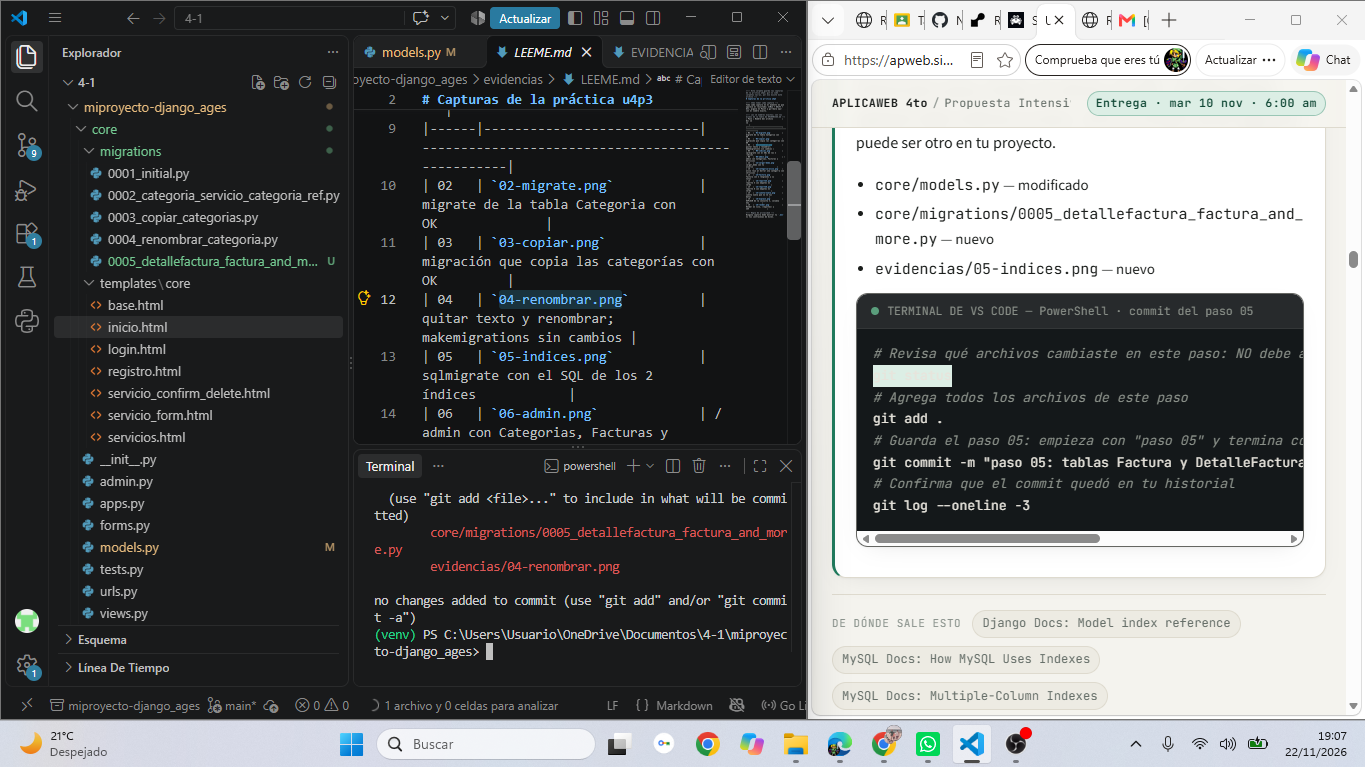 4-1
Actualizar
Explorador
4-1
miproyecto-django_ages
core
migrations
0001_initial.py
0002_categoria_servicio_categoria_ref.py
0003_copiar_categorias.py
0004_renombrar_categoria.py
0005_detallefactura_factura_and_m... U
templates\core
base.html
inicio.html
login.html
registro.html
servicio_confirm_delete.html
servicio_form.html
servicios.html
__init__.py
admin.py
apps.py
forms.py
models.py M
tests.py
urls.py
views.py
Esquema
Línea De Tiempo
9
1
1
models.py M
LEEME.md
EVIDENCIA
oyecto-django_ages > evidencias > LEEME.md > abc # Ca
Editor de texto
2 # Capturas de la práctica u4p3
9 |------|---------------------------|
--------------------------------------
-----------|
10 | 02 | `02-migrate.png` |
migrate de la tabla Categoria con
OK |
11 | 03 | `03-copiar.png` |
migración que copia las categorías con
OK |
12 | 04 | `04-renombrar.png` |
quitar texto y renombrar;
makemigrations sin cambios |
13 | 05 | `05-indices.png` |
sqlmigrate con el SQL de los 2
índices |
14 | 06 | `06-admin.png` | /
admin con Categorias, Facturas y
Terminal
powershell
(use "git add <file>..." to include in what will be commi
tted)
core/migrations/0005_detallefactura_factura_and_mor
e.py
evidencias/04-renombrar.png
no changes added to commit (use "git add" and/or "git commi
t -a")
(venv) PS C:\Users\Usuario\OneDrive\Documentos\4-1\miproyec
to-django_ages>
miproyecto-django_ages
main*
0 0
1 archivo y 0 celdas para analizar
LF
{ } Markdown
Go Li
https://apweb.si...
Comprueba que eres tú
Actualizar
Chat
APLICAWEB 4to / Propuesta Intensi
Entrega · mar 10 nov · 6:00 am
puede ser otro en tu proyecto.
• core/models.py — modificado
• core/migrations/0005_detallefactura_factura_and_
more.py — nuevo
• evidencias/05-indices.png — nuevo
TERMINAL DE VS CODE — PowerShell · commit del paso 05
# Revisa qué archivos cambiaste en este paso: NO debe a
# Agrega todos los archivos de este paso
git add .
# Guarda el paso 05: empieza con "paso 05" y termina co
git commit -m "paso 05: tablas Factura y DetalleFactura
# Confirma que el commit quedó en tu historial
git log --oneline -3
DE DÓNDE SALE ESTO
Django Docs: Model index reference
MySQL Docs: How MySQL Uses Indexes
MySQL Docs: Multiple-Column Indexes
21°C
Despejado
Buscar
19:07
22/11/2026